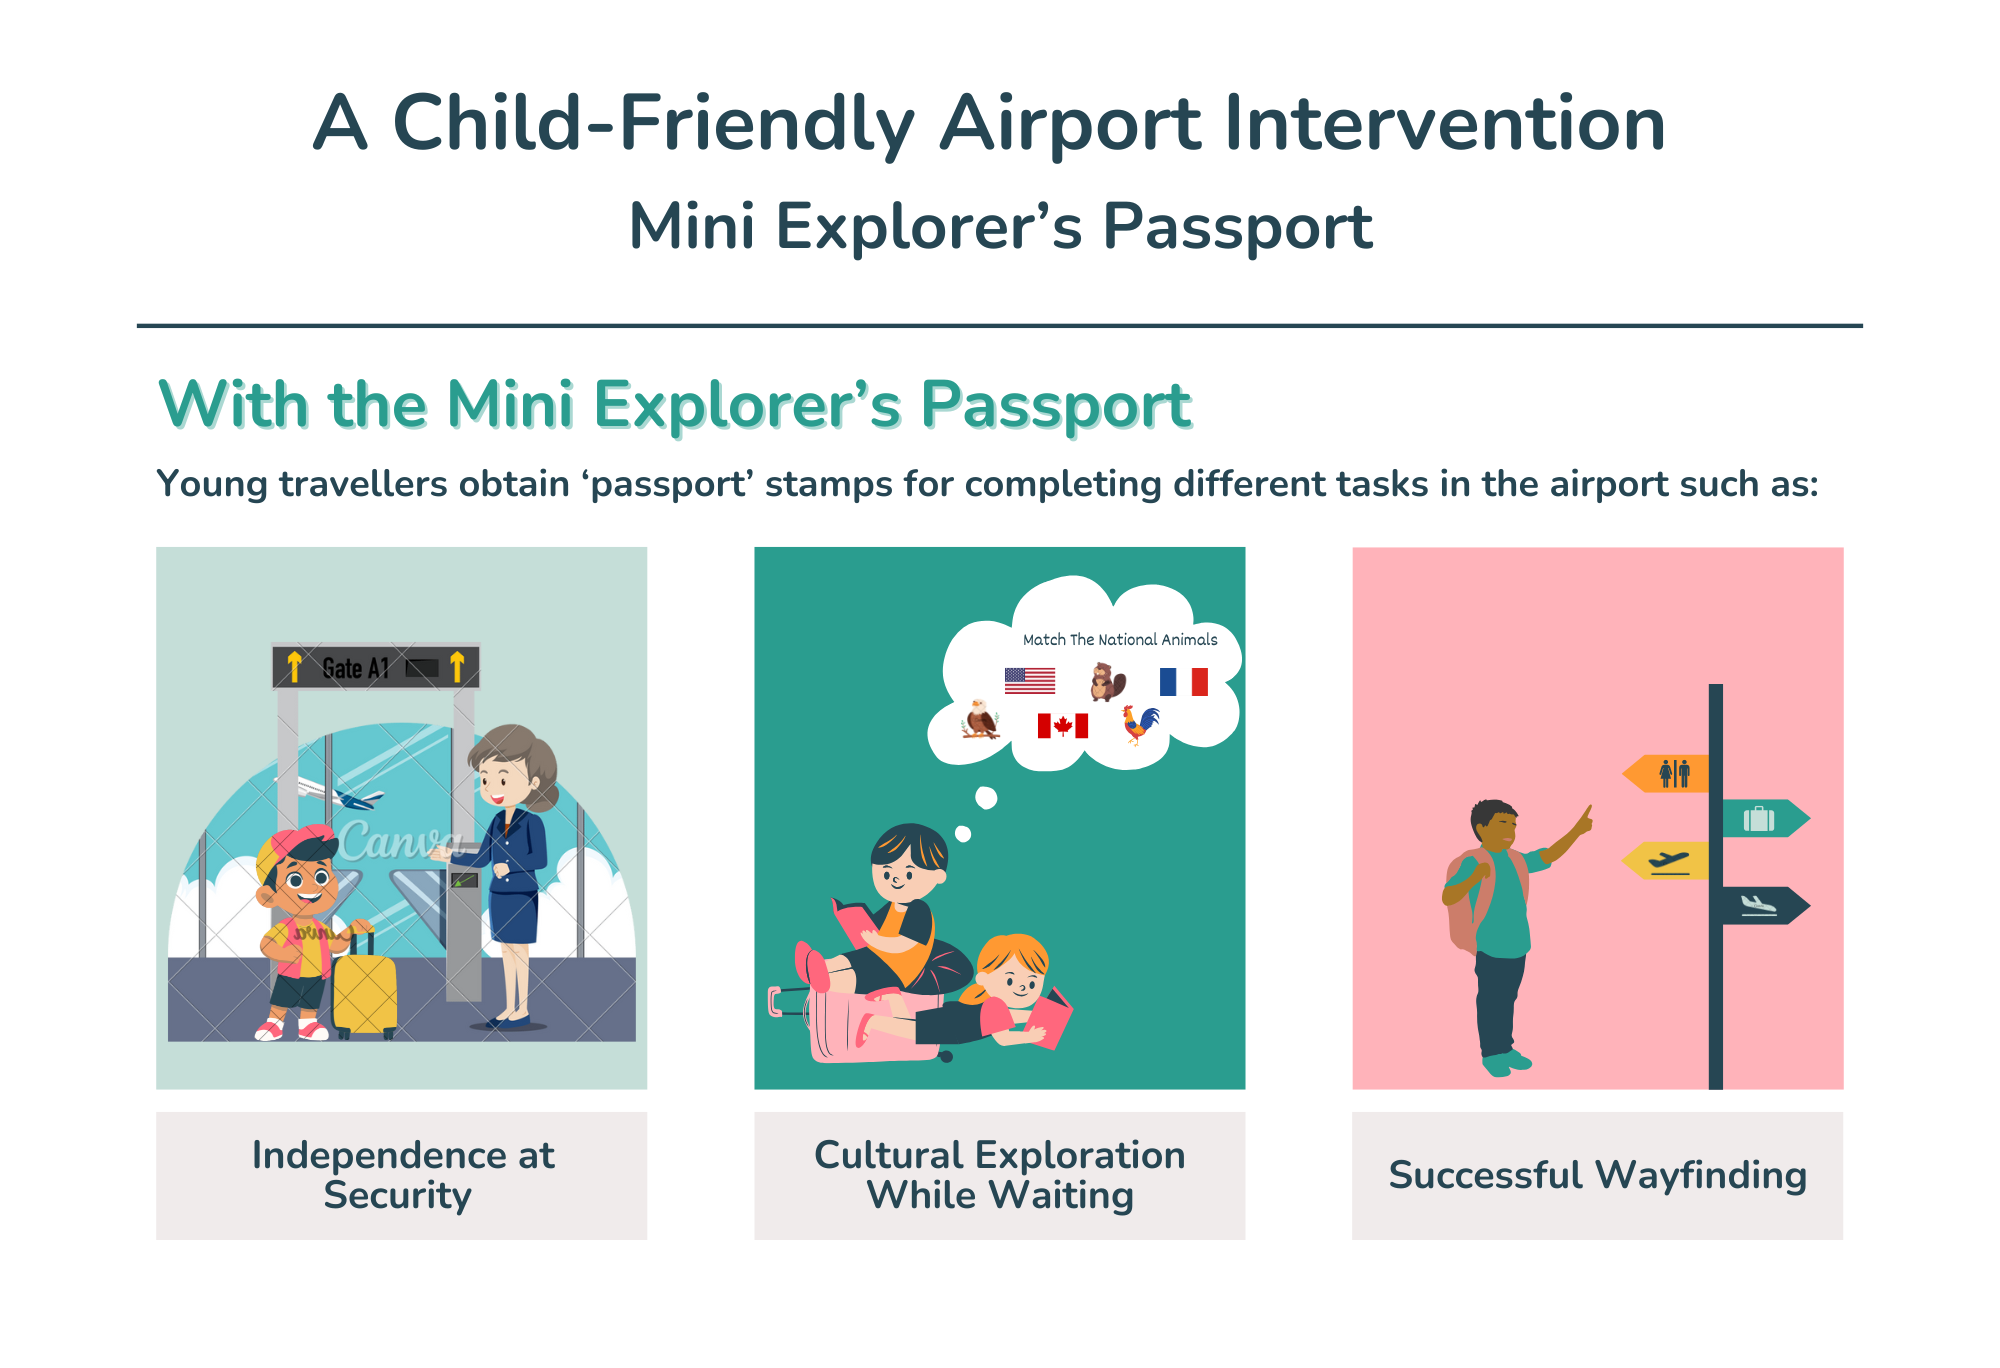 A Child-Friendly Airport Intervention
Mini Explorer’s Passport
With the Mini Explorer’s Passport
Young travellers obtain ‘passport’ stamps for completing different tasks in the airport such as:
Gate A1
Canva
Canva
Match The National Animals
Independence at
Security
Cultural Exploration
While Waiting
Successful Wayfinding